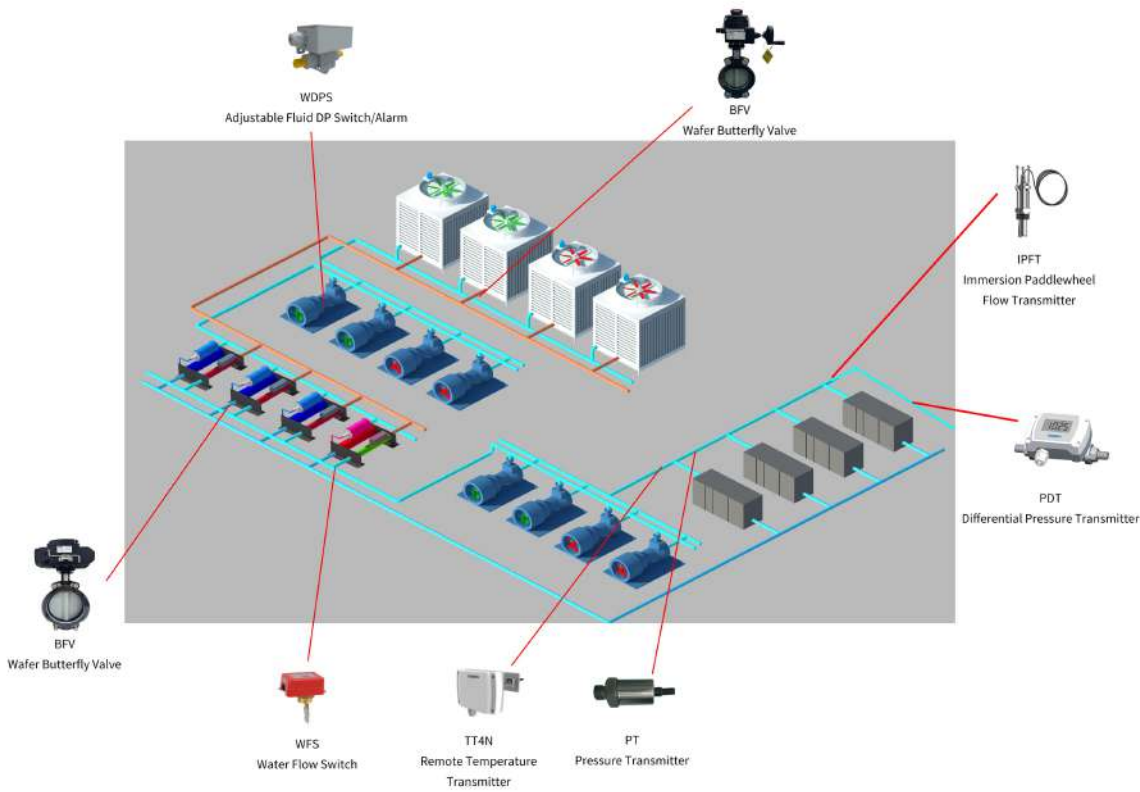 WDPS
Adjustable Fluid DP Switch/Alarm
BFV
Wafer Butterfly Valve
IPFT
Immersion Paddlewheel
Flow Transmitter
PDT
Differential Pressure Transmitter
BFV
Wafer Butterfly Valve
WFS
Water Flow Switch
TT4N
Remote Temperature
Transmitter
PT
Pressure Transmitter